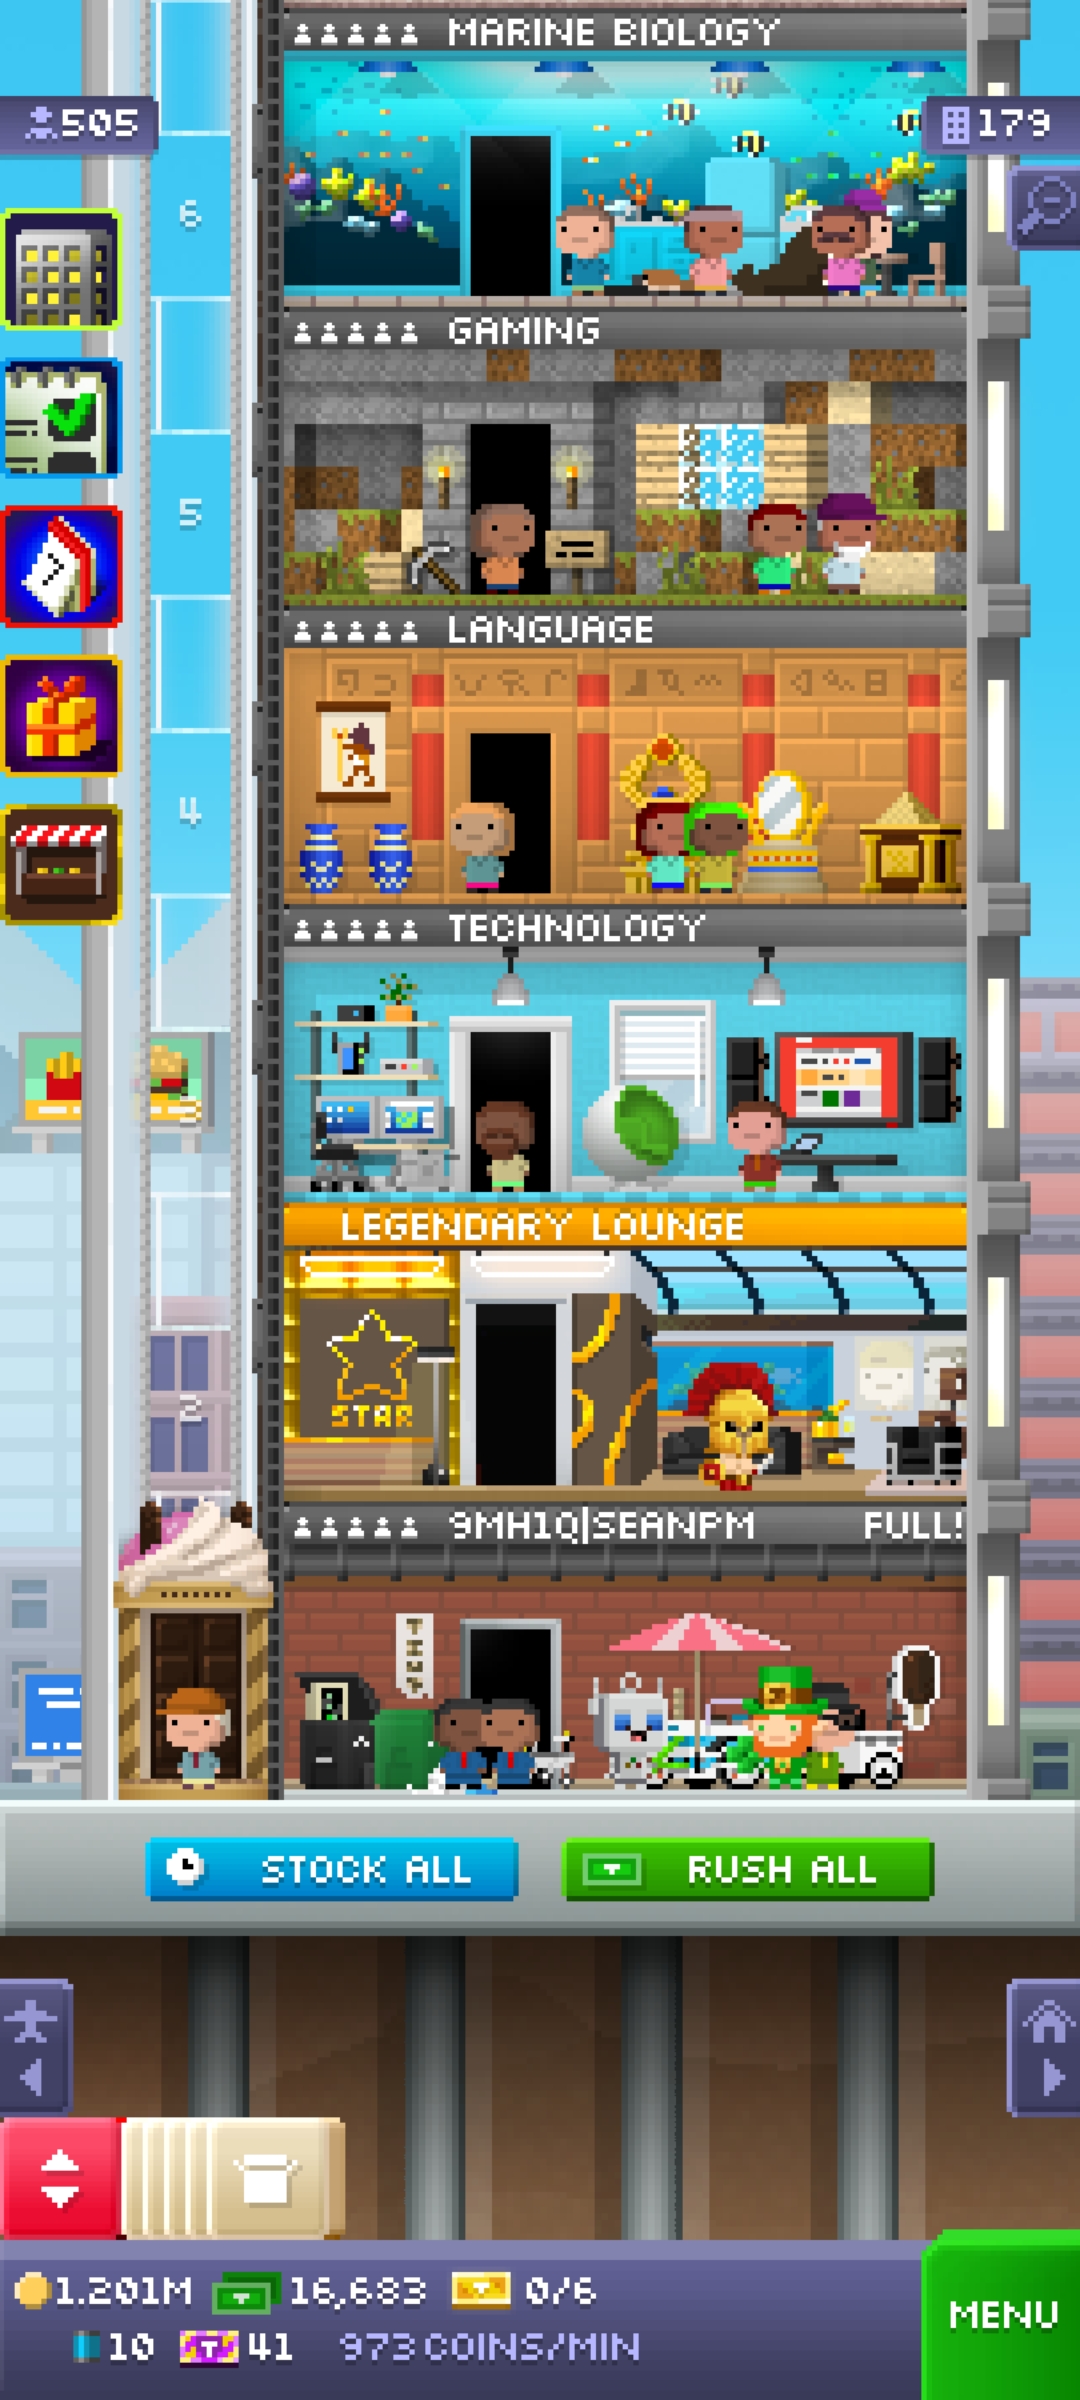 MARINE BIOLOGY
505
179
6
GAMING
5
LANGUAGE
4
TECHNOLOGY
LEGENDARY LOUNGE
STAR
2
9MH1Q|SEANPM FULL!
STOCK ALL
RUSH ALL
1.201M 16,683 0/6
10 41 973 COINS/MIN
MENU